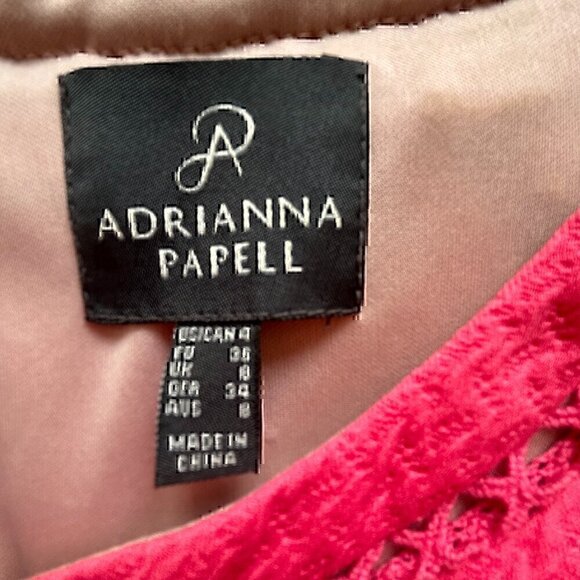 ADRIANNA
PAPELL
US/CAN 4
EU 36
UK 8
GER 34
AUS 8
MADE IN
CHINA